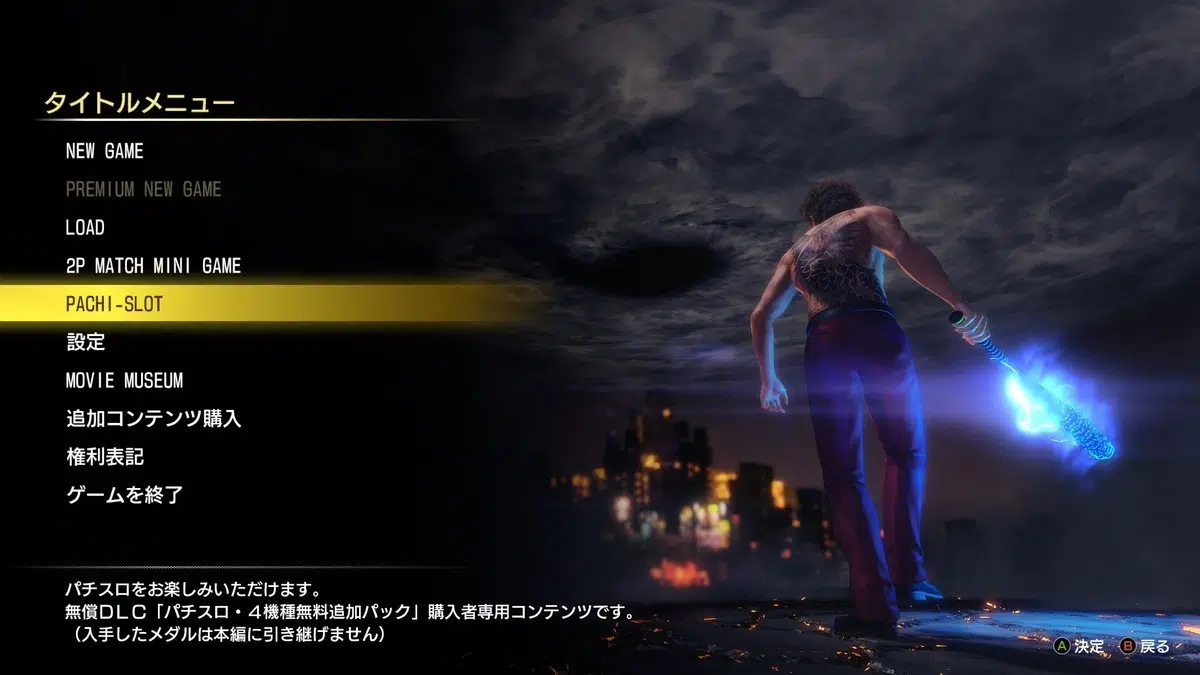 タイトルメニュー
NEW GAME
PREMIUM NEW GAME
LOAD
2P MATCH MINI GAME
PACHI-SLOT
設定
MOVIE MUSEUM
追加コンテンツ購入
権利表記
ゲームを終了
パチスロをお楽しみいただけます。
無償DLC「パチスロ・4機種無料追加パック」購入者専用コンテンツです。
（入手したメダルは本編に引き継げません）
A 決定 B 戻る